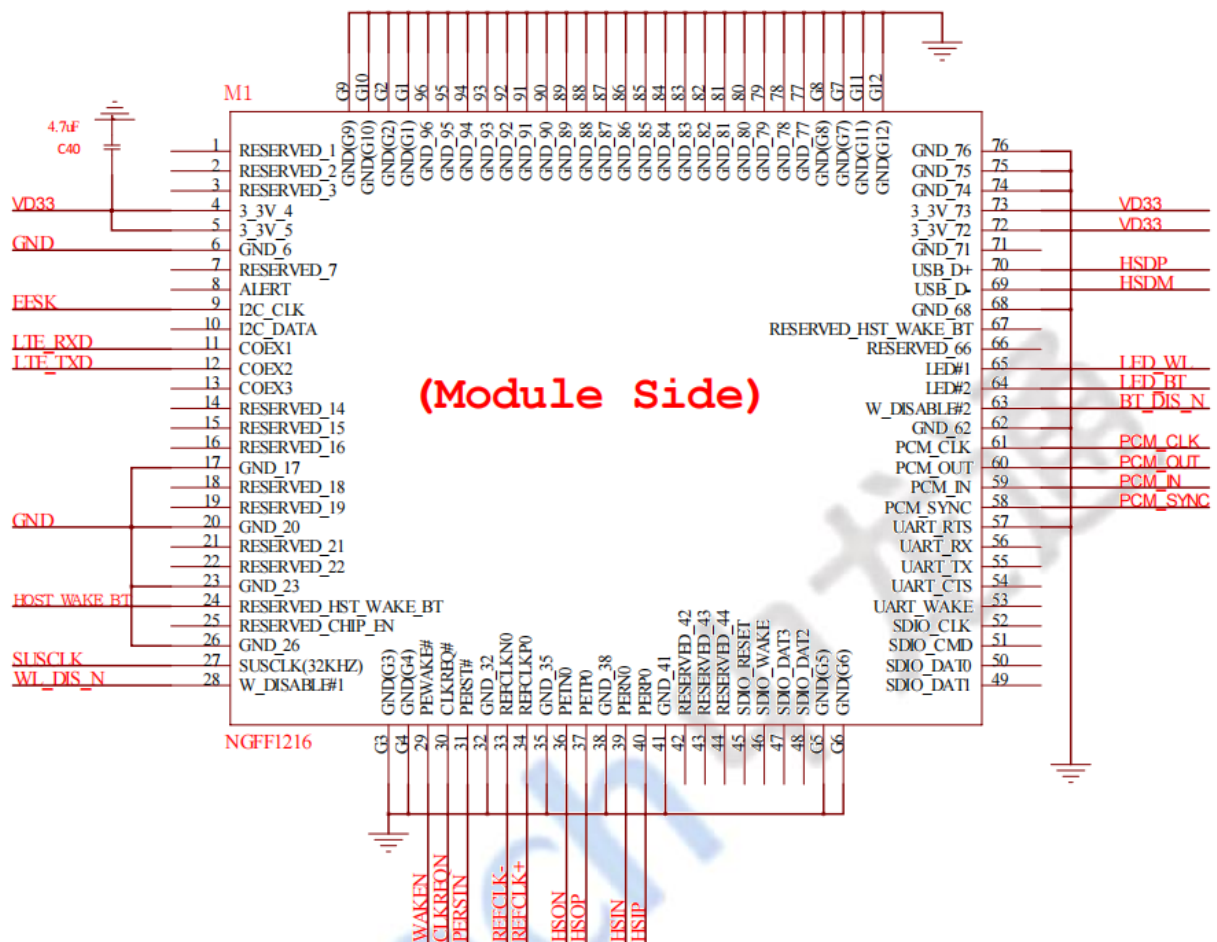 M1
G9
G10
G2
G1
96
95
94
93
92
91
90
89
88
87
86
85
84
83
82
81
80
79
78
77
G8
G7
G11
G12
GND(G9)
GND(G10)
GND(G2)
GND(G1)
GND_96
GND_95
GND_94
GND_93
GND_92
GND_91
GND_90
GND_89
GND_88
GND_87
GND_86
GND_85
GND_84
GND_83
GND_82
GND_81
GND_80
GND_79
GND_78
GND_77
GND(G8)
GND(G7)
GND(G11)
GND(G12)
4.7uF
C40
1 RESERVED_1
2 RESERVED_2
3 RESERVED_3
VD33 4 3_3V_4
5 3_3V_5
GND 6 GND_6
7 RESERVED_7
8 ALERT
EESK 9 I2C_CLK
10 I2C_DATA
LTE_RXD 11 COEX1
LTE_TXD 12 COEX2
13 COEX3
14 RESERVED_14
15 RESERVED_15
16 RESERVED_16
17 GND_17
18 RESERVED_18
19 RESERVED_19
GND 20 GND_20
21 RESERVED_21
22 RESERVED_22
23 GND_23
HOST_WAKE_BT 24 RESERVED_HST_WAKE_BT
25 RESERVED_CHIP_EN
26 GND_26
SUSCLK 27 SUSCLK(32KHZ)
WL_DIS_N 28 W_DISABLE#1
(Module Side)
GND_76 76
GND_75 75
GND_74 74
3_3V_73 73 VD33
3_3V_72 72 VD33
GND_71 71
USB_D+ 70 HSDP
USB_D- 69 HSDM
GND_68 68
RESERVED_HST_WAKE_BT 67
RESERVED_66 66
LED#1 65 LED_WL
LED#2 64 LED_BT
W_DISABLE#2 63 BT_DIS_N
GND_62 62
PCM_CLK 61 PCM_CLK
PCM_OUT 60 PCM_OUT
PCM_IN 59 PCM_IN
PCM_SYNC 58 PCM_SYNC
UART_RTS 57
UART_RX 56
UART_TX 55
UART_CTS 54
UART_WAKE 53
SDIO_CLK 52
SDIO_CMD 51
SDIO_DAT0 50
SDIO_DAT1 49
GND(G3)
GND(G4)
PEWAKE#
CLKREQ#
PERST#
GND_32
REFCLKN0
REFCLKP0
GND_35
PETN0
PETP0
GND_38
PERN0
PERP0
GND_41
RESERVED_42
RESERVED_43
RESERVED_44
SDIO_RESET
SDIO_WAKE
SDIO_DAT3
SDIO_DAT2
GND(G5)
GND(G6)
NGFF1216
G3
G4
29
30
31
32
33
34
35
36
37
38
39
40
41
42
43
44
45
46
47
48
G5
G6
WAKEN
CLKREQN
PERSTN
REFCLK-
REFCLK+
HSON
HSOP
HSIN
HSIP